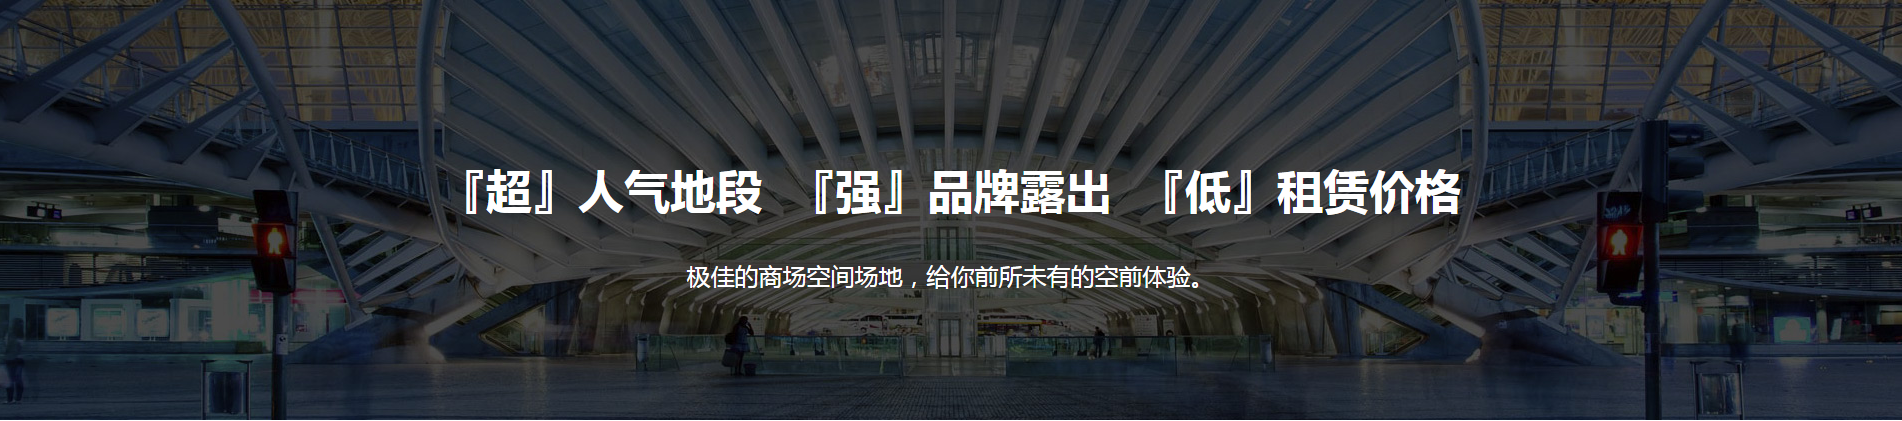 『超』人气地段 『强』品牌露出 『低』租赁价格
极佳的商场空间场地，给你前所未有的空前体验。